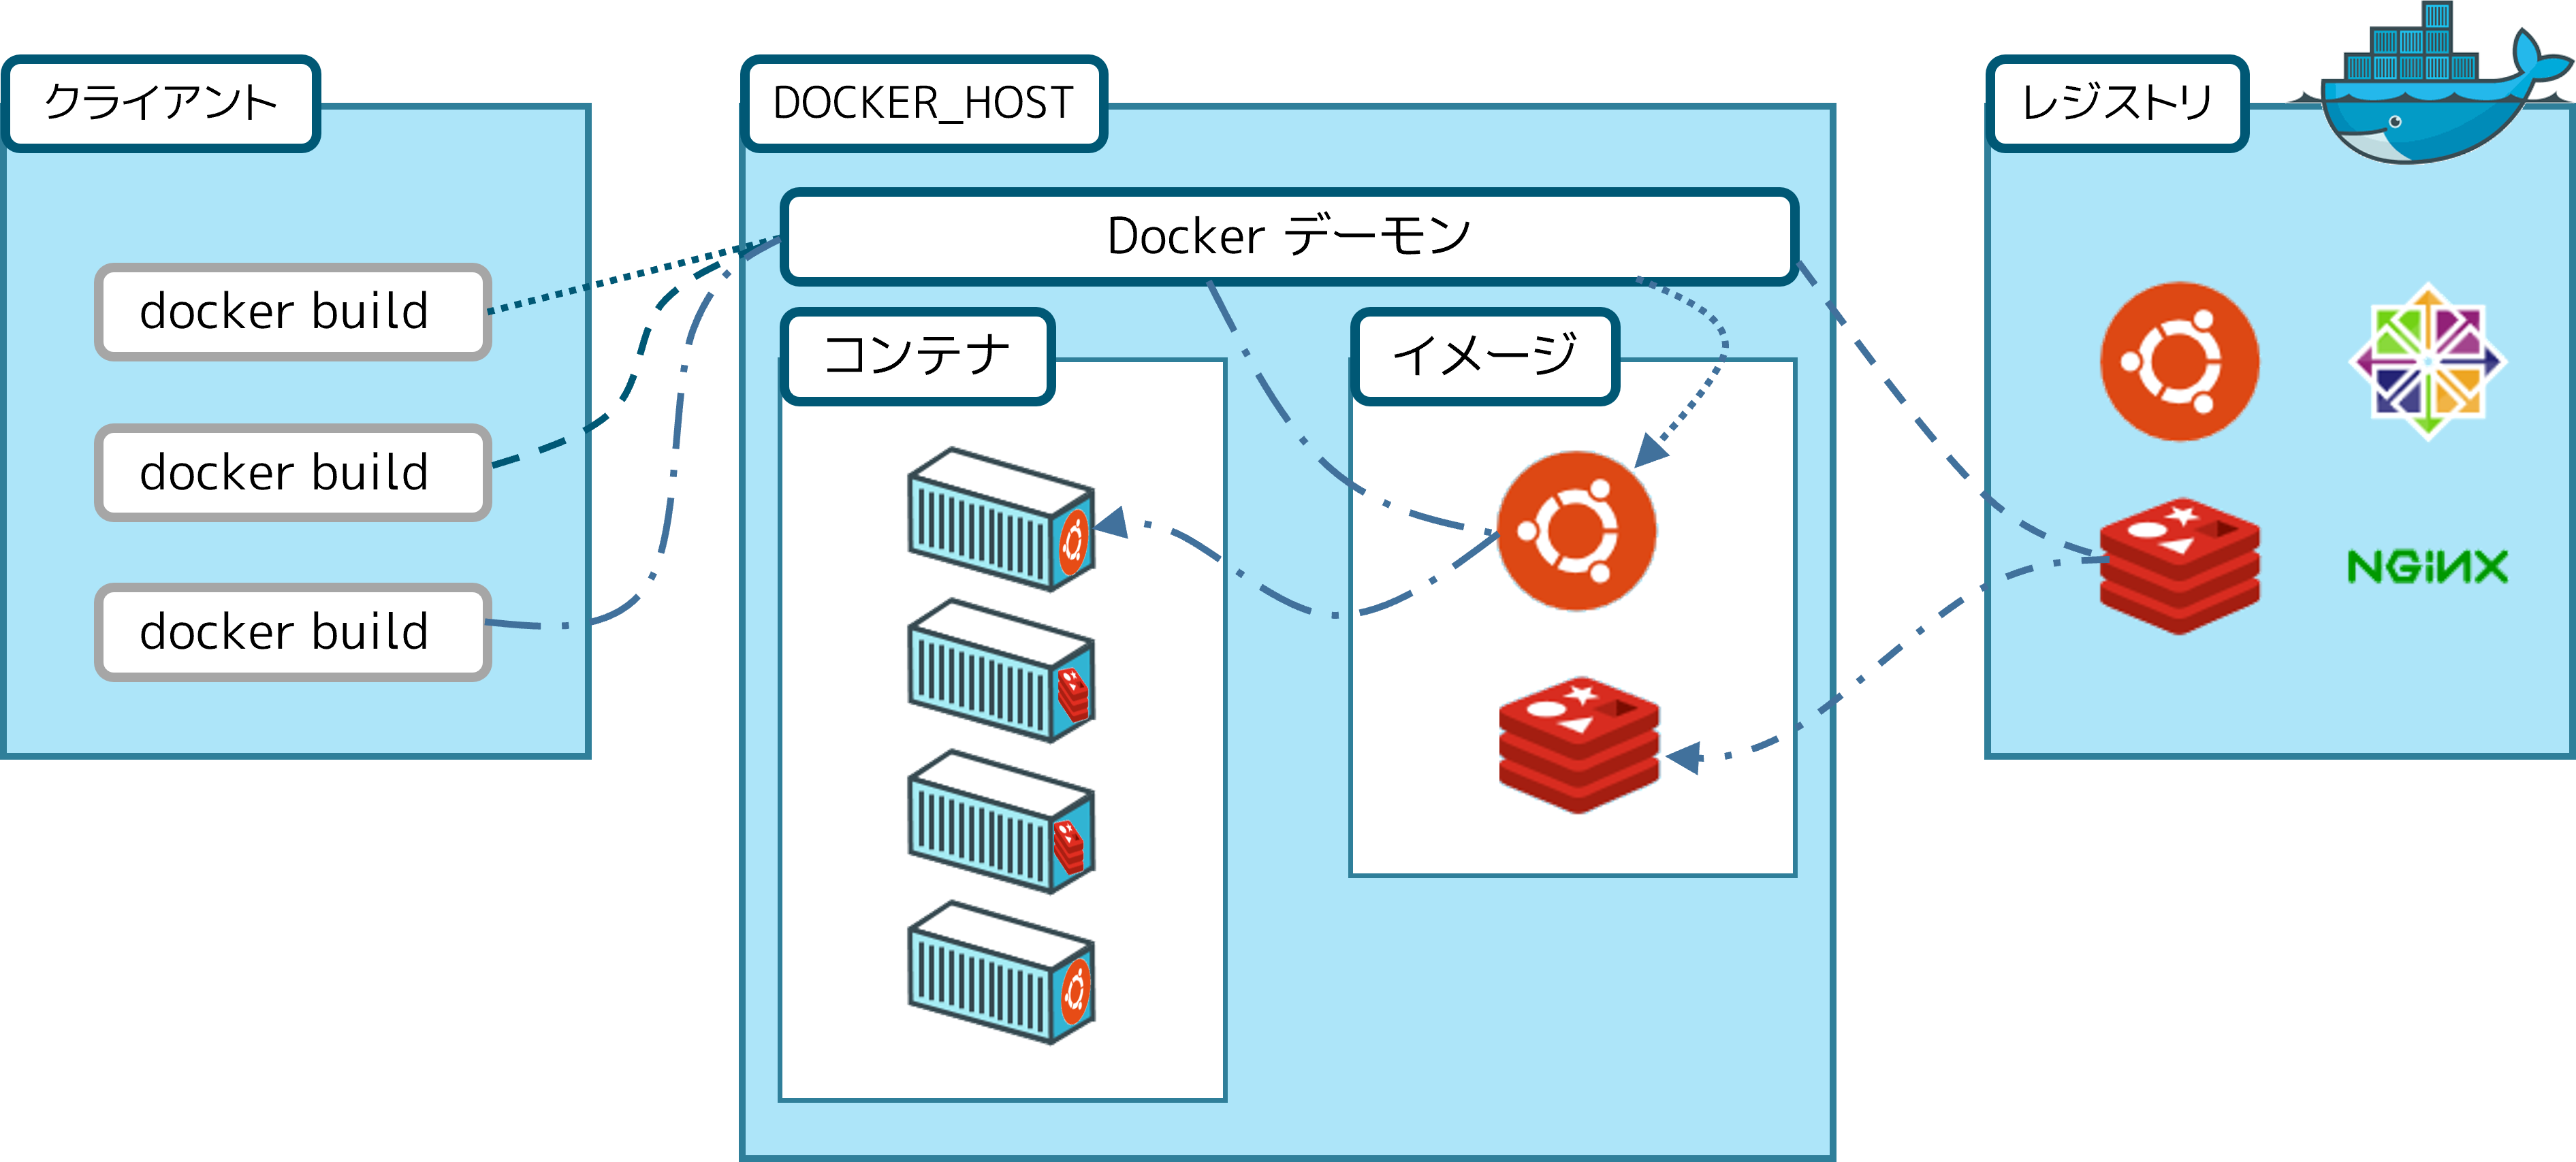 クライアント
docker build
docker build
docker build
DOCKER_HOST
Docker デーモン
コンテナ
イメージ
レジストリ
NGiNX